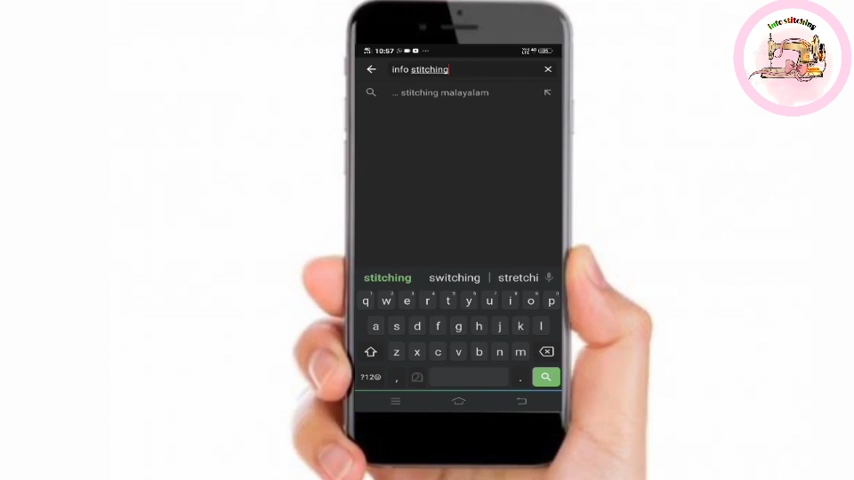 info stitching
10:57
info stitching
... stitching malayalam
stitching switching stretchi
q w e r t y u i o p
a s d f g h j k l
z x c v b n m
?12☺ , .